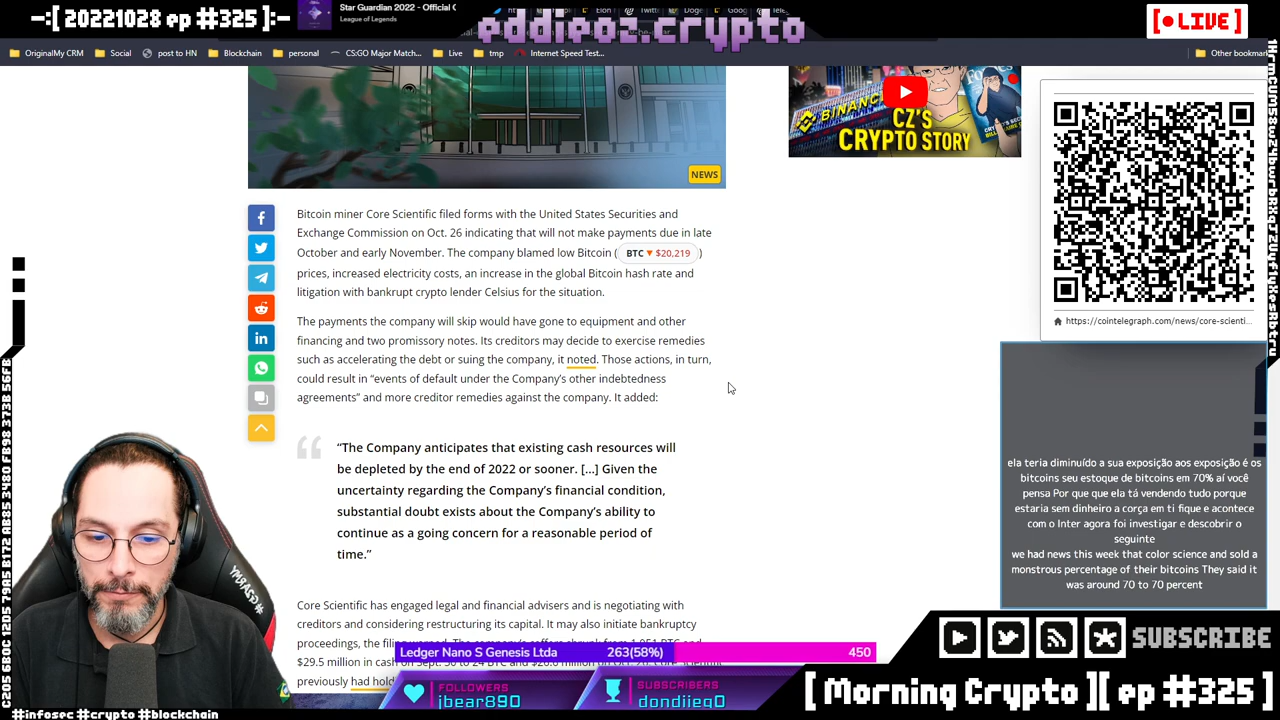 -:[ 20221028 ep #325 ]:-
Star Guardian 2022 - Official
League of Legends
eddieoz.crypto
[ LIVE ]
OriginalMy CRM
Social
post to HN
Blockchain
personal
CS:GO Major Match...
Live
tmp
Internet Speed Test...
Other bookmar
BINANC
CZ'S
CRYPTO STORY
NEWS
Bitcoin miner Core Scientific filed forms with the United States Securities and
Exchange Commission on Oct. 26 indicating that will not make payments due in late
October and early November. The company blamed low Bitcoin ( BTC ▼ $20,219 )
prices, increased electricity costs, an increase in the global Bitcoin hash rate and
litigation with bankrupt crypto lender Celsius for the situation.
The payments the company will skip would have gone to equipment and other
financing and two promissory notes. Its creditors may decide to exercise remedies
such as accelerating the debt or suing the company, it noted. Those actions, in turn,
could result in “events of default under the Company’s other indebtedness
agreements” and more creditor remedies against the company. It added:
“The Company anticipates that existing cash resources will
be depleted by the end of 2022 or sooner. [...] Given the
uncertainty regarding the Company’s financial condition,
substantial doubt exists about the Company’s ability to
continue as a going concern for a reasonable period of
time.”
Core Scientific has engaged legal and financial advisers and is negotiating with
creditors and considering restructuring its capital. It may also initiate bankruptcy
previously had hold
https://cointelegraph.com/news/core-scienti...
ela teria diminuído a sua exposição aos exposição é os
bitcoins seu estoque de bitcoins em 70% aí você
pensa Por que que ela tá vendendo tudo porque
estaria sem dinheiro a corça em ti fique e acontece
com o Inter agora foi investigar e descobrir o
seguinte
we had news this week that color science and sold a
monstrous percentage of their bitcoins They said it
was around 70 to 70 percent
Ledger Nano S Genesis Ltda 263(58%) 450
FOLLOWERS
jbear890
SUBSCRIBERS
dondiieg0
SUBSCRIBE
[ Morning Crypto ][ ep #325 ]
#infosec #crypto #blockchain